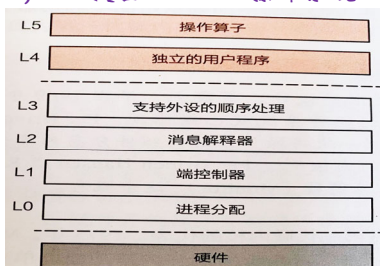 L5 操作算子
L4 独立的用户程序
L3 支持外设的顺序处理
L2 消息解释器
L1 端控制器
L0 进程分配
硬件